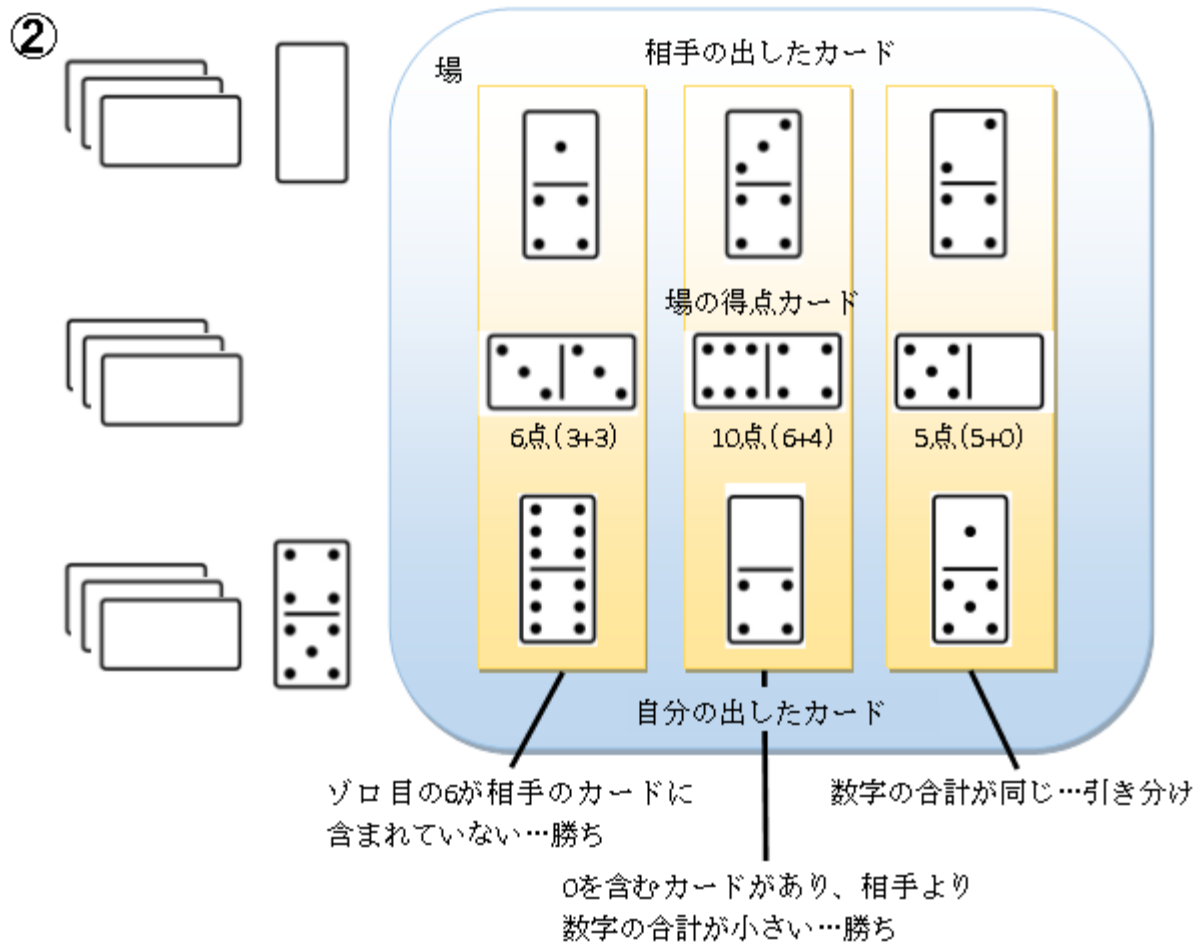 ②
相手の出したカード
場
場の得点カード
6点(3+3)
10点(6+4)
5点(5+0)
自分の出したカード
ゾロ目の6が相手のカードに
含まれていない…勝ち
数字の合計が同じ…引き分け
0を含むカードがあり、相手より
数字の合計が小さい…勝ち